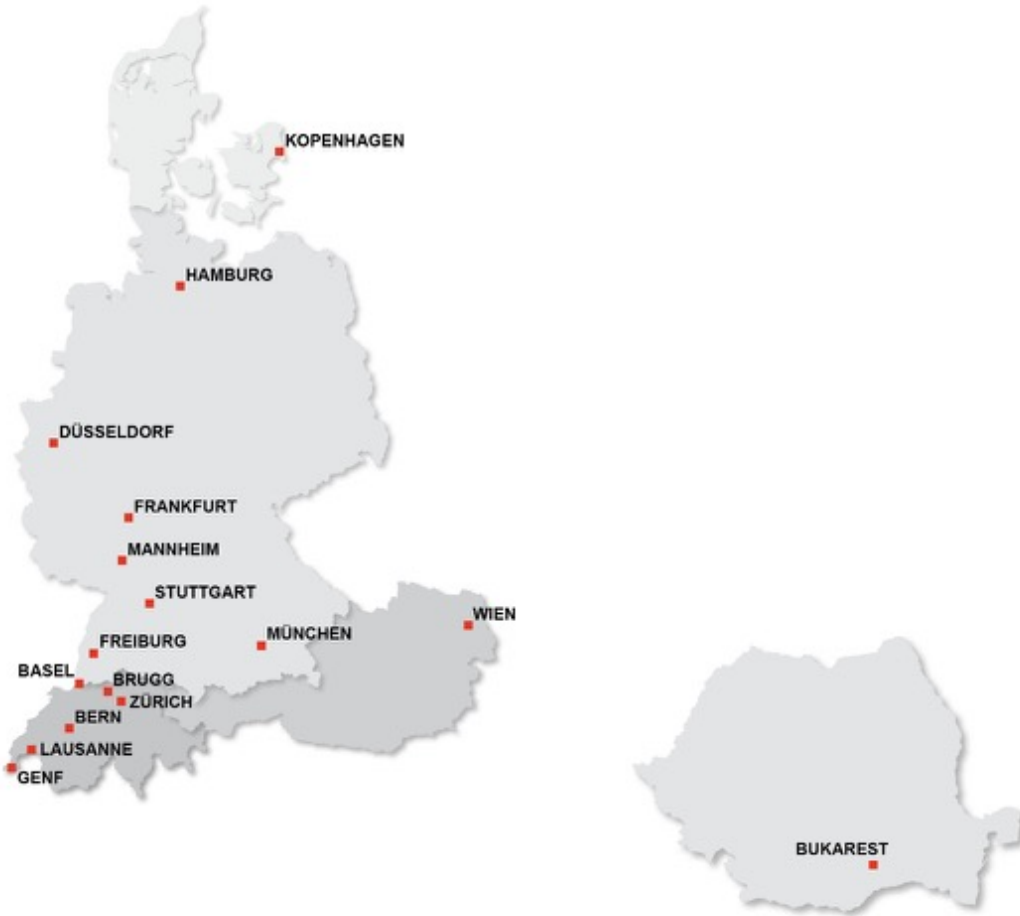 KOPENHAGEN
HAMBURG
DÜSSELDORF
FRANKFURT
MANNHEIM
STUTTGART
WIEN
MÜNCHEN
FREIBURG
BASEL
BRUGG
ZÜRICH
BERN
LAUSANNE
GENF
BUKAREST